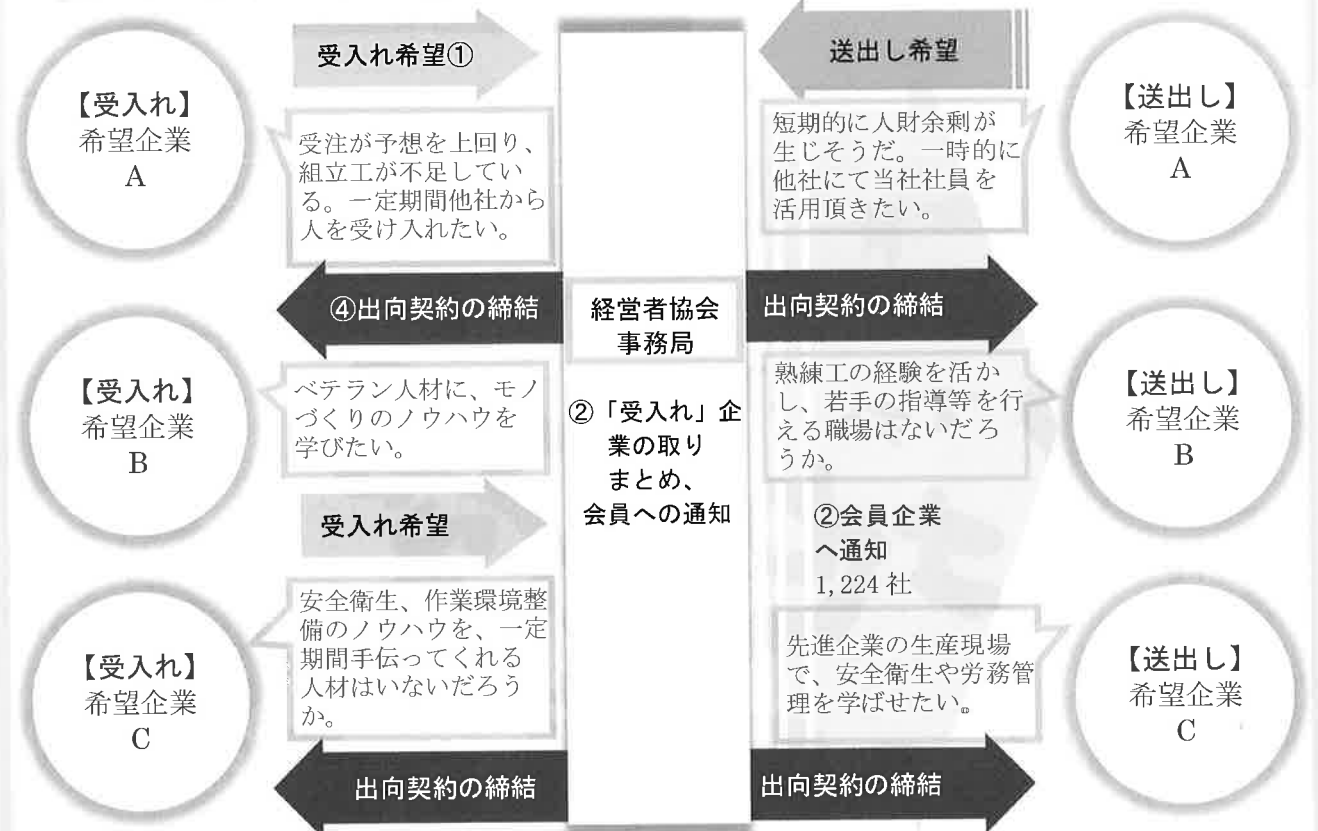 受入れ希望①
送出し希望
【受入れ】
希望企業
A
受注が予想を上回り、
組立工が不足してい
る。一定期間他社から
人を受け入れたい。
短期的に人財余剰が
生じそうだ。一時的に
他社にて当社社員を
活用頂きたい。
【送出し】
希望企業
A
④出向契約の締結
経営者協会
事務局
出向契約の締結
【受入れ】
希望企業
B
ベテラン人材に、モノ
づくりのノウハウを
学びたい。
②「受入れ」企
業の取り
まとめ、
会員への通知
熟練工の経験を活か
し、若手の指導等を行
える職場はないだろ
うか。
【送出し】
希望企業
B
受入れ希望
②会員企業
へ通知
1,224 社
【受入れ】
希望企業
C
安全衛生、作業環境整
備のノウハウを、一定
期間手伝ってくれる
人材はいないだろう
か。
先進企業の生産現場
で、安全衛生や労務管
理を学ばせたい。
【送出し】
希望企業
C
出向契約の締結
出向契約の締結